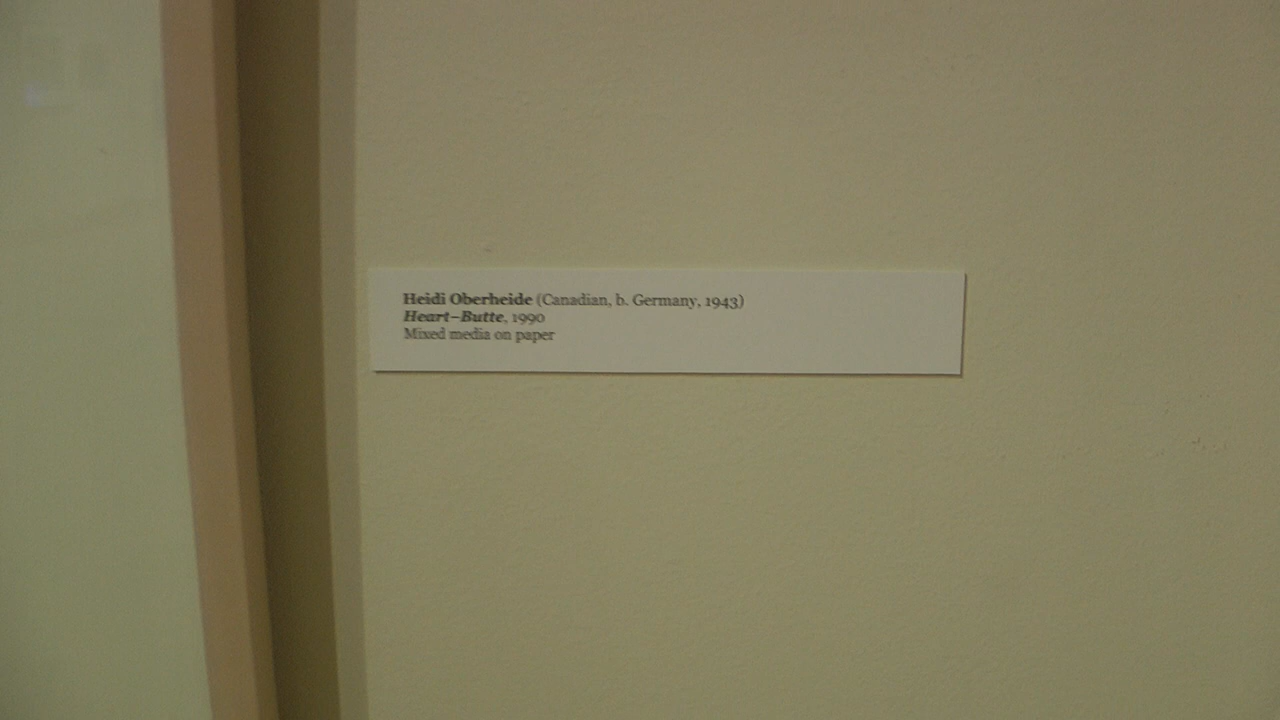 Heidi Oberheide (Canadian, b. Germany, 1943)
Heart–Butte, 1990
Mixed media on paper